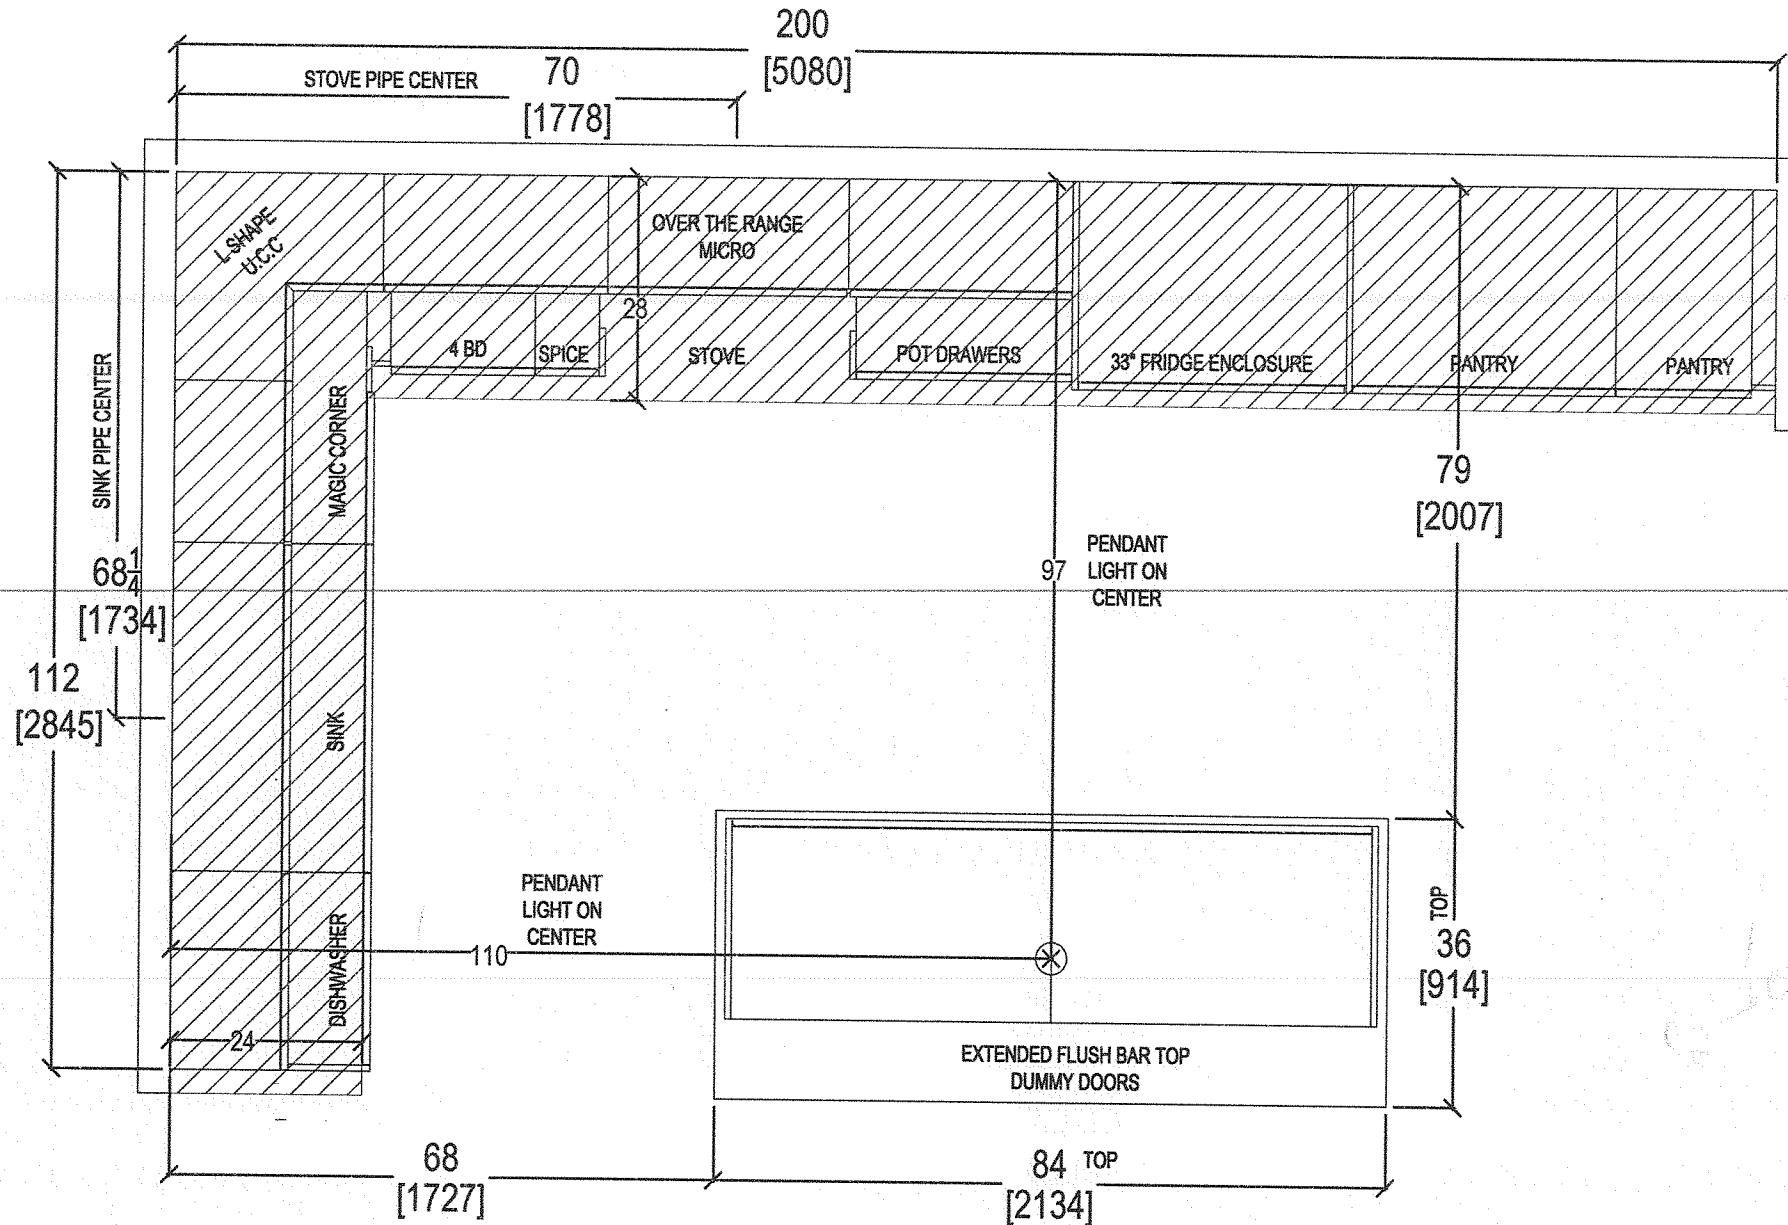 200
[5080]
STOVE PIPE CENTER
70
[1778]
L-SHAPE
U.C.C
OVER THE RANGE
MICRO
28
4 BD
SPICE
STOVE
POT DRAWERS
33" FRIDGE ENCLOSURE
PANTRY
PANTRY
SINK PIPE CENTER
MAGIC CORNER
79
[2007]
68 1/4
[1734]
97
PENDANT
LIGHT ON
CENTER
112
[2845]
SINK
PENDANT
LIGHT ON
CENTER
110
DISHWASHER
24
TOP
36
[914]
EXTENDED FLUSH BAR TOP
DUMMY DOORS
68
[1727]
84 TOP
[2134]